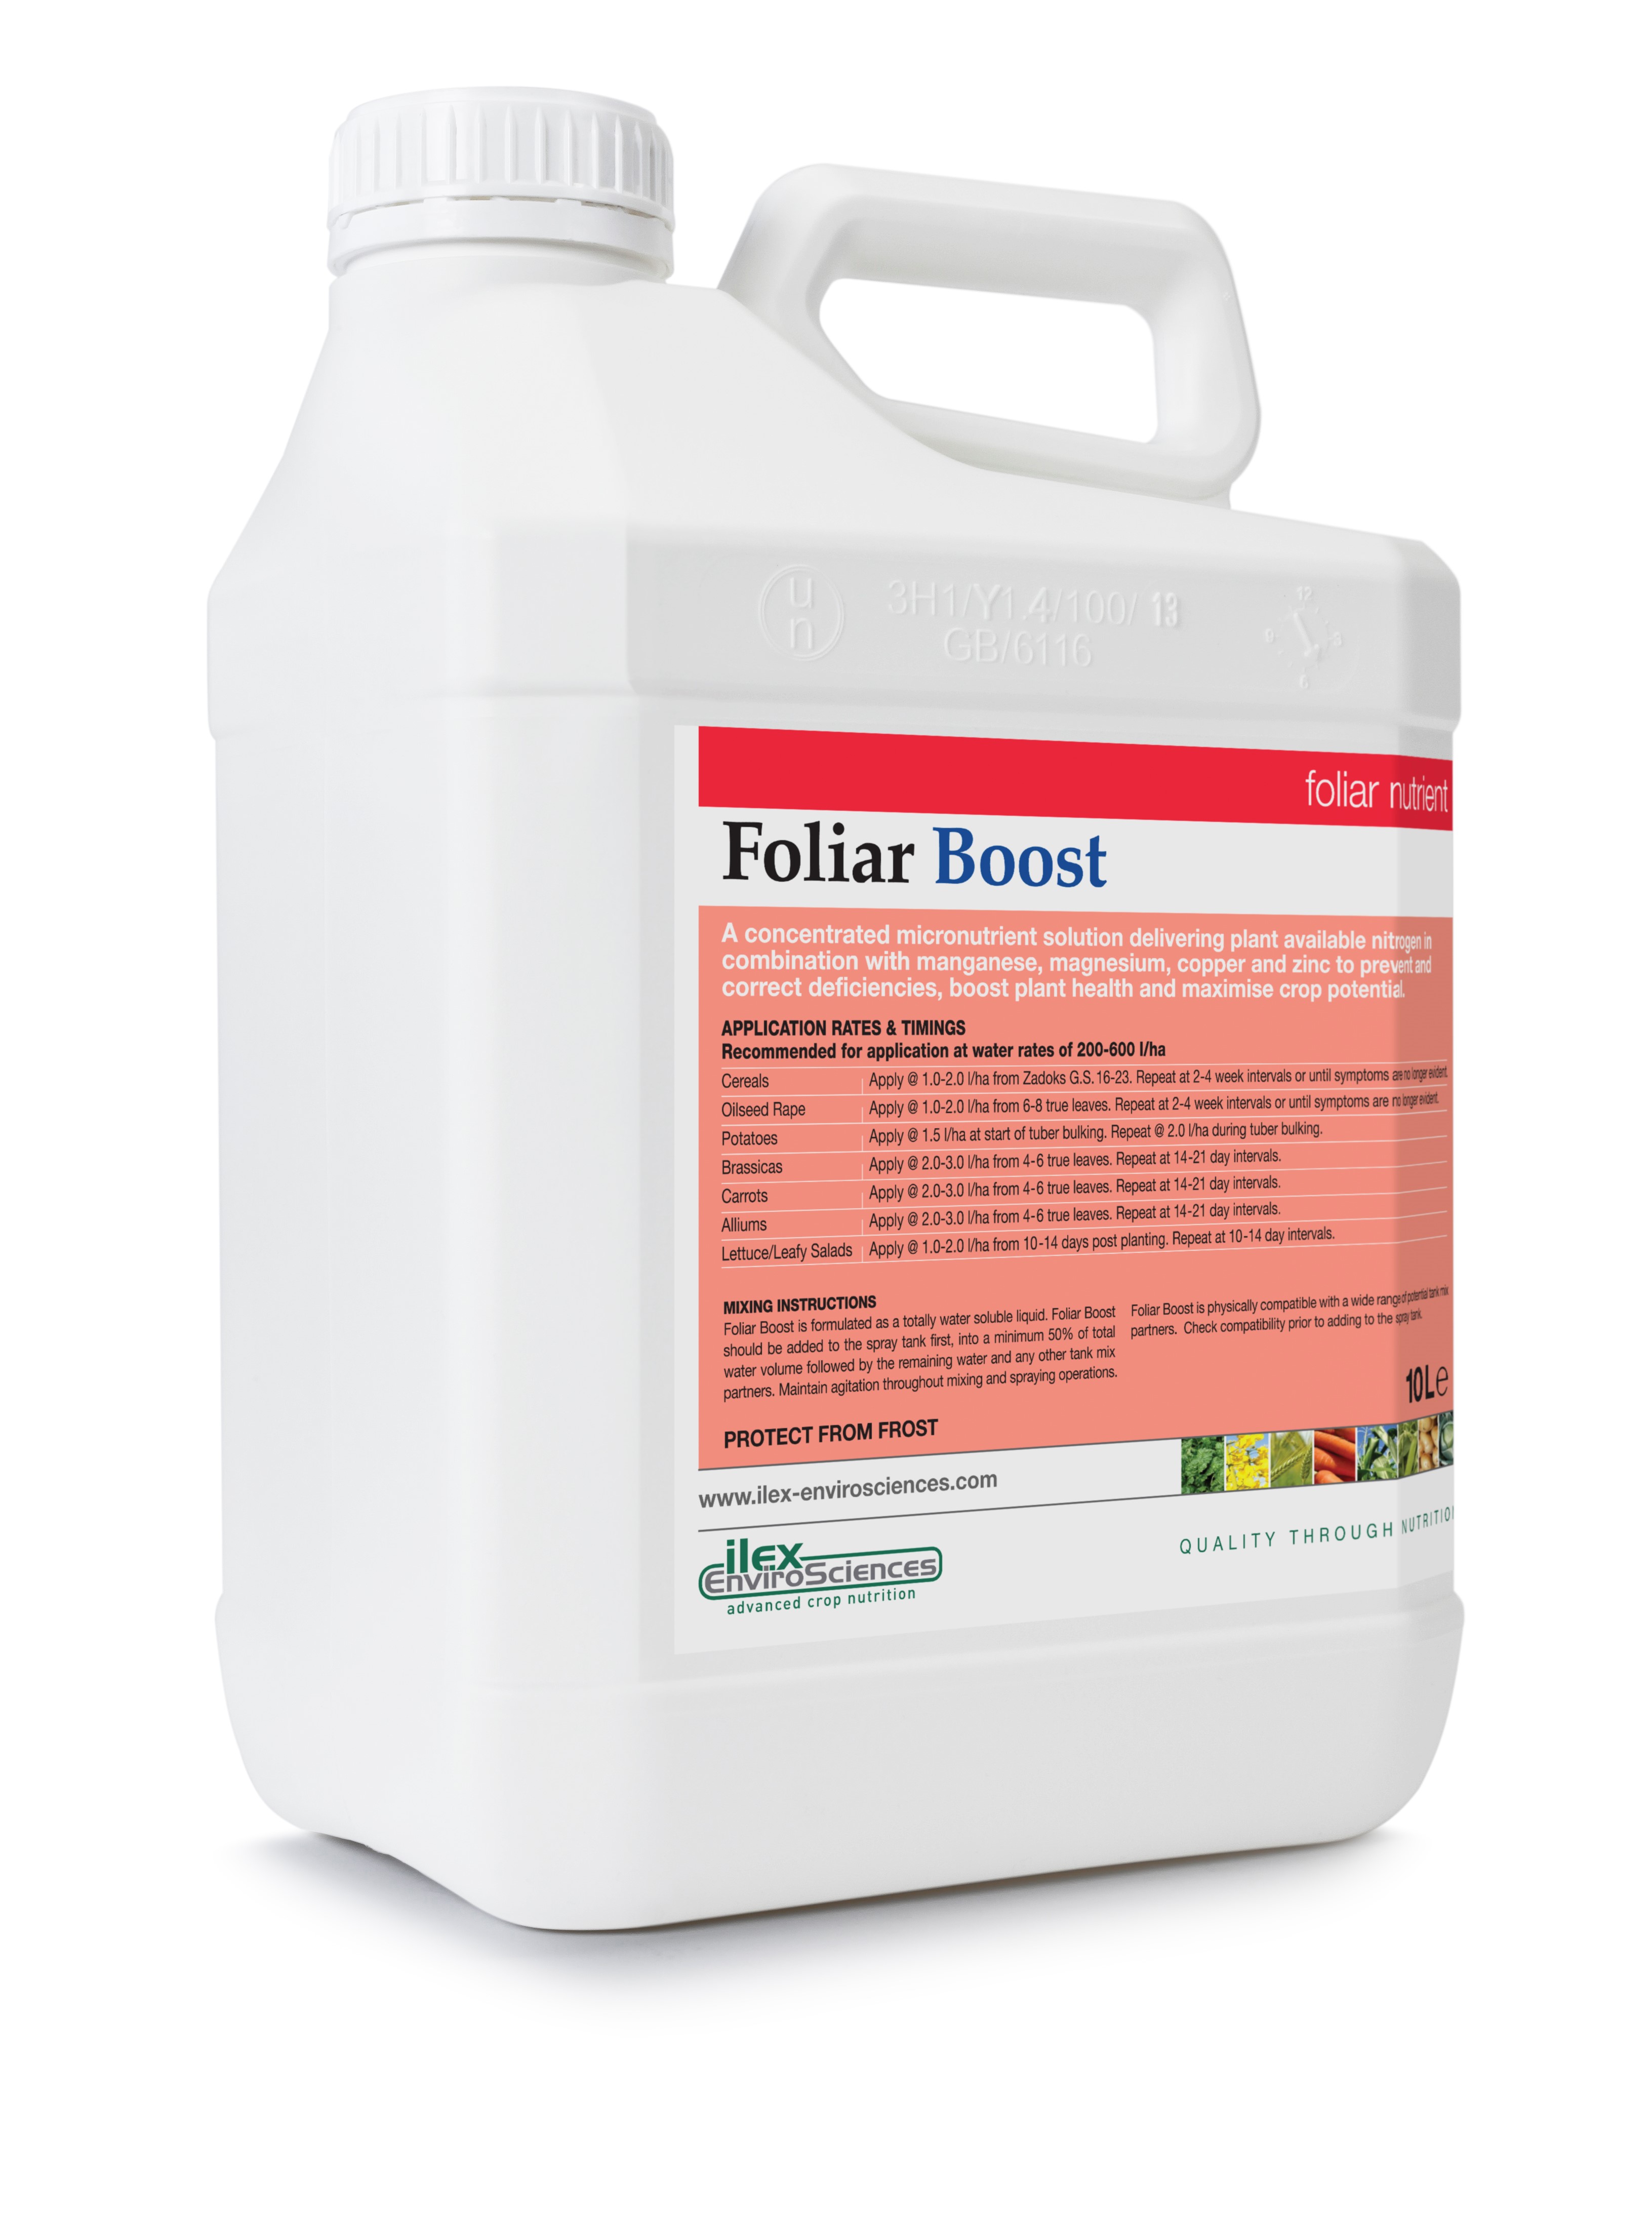 un
3H1/Y1.4/100/ 13
GB/6116
12
9 3
6
foliar nutrient
Foliar Boost
A concentrated micronutrient solution delivering plant available nitrogen in
combination with manganese, magnesium, copper and zinc to prevent and
correct deficiencies, boost plant health and maximise crop potential.
APPLICATION RATES & TIMINGS
Recommended for application at water rates of 200-600 l/ha
Cereals Apply @ 1.0-2.0 l/ha from Zadoks G.S. 16-23. Repeat at 2-4 week intervals or until symptoms are no longer evident.
Oilseed Rape Apply @ 1.0-2.0 l/ha from 6-8 true leaves. Repeat at 2-4 week intervals or until symptoms are no longer evident.
Potatoes Apply @ 1.5 l/ha at start of tuber bulking. Repeat @ 2.0 l/ha during tuber bulking.
Brassicas Apply @ 2.0-3.0 l/ha from 4-6 true leaves. Repeat at 14-21 day intervals.
Carrots Apply @ 2.0-3.0 l/ha from 4-6 true leaves. Repeat at 14-21 day intervals.
Alliums Apply @ 2.0-3.0 l/ha from 4-6 true leaves. Repeat at 14-21 day intervals.
Lettuce/Leafy Salads Apply @ 1.0-2.0 l/ha from 10-14 days post planting. Repeat at 10-14 day intervals.
MIXING INSTRUCTIONS
Foliar Boost is formulated as a totally water soluble liquid. Foliar Boost
should be added to the spray tank first, into a minimum 50% of total
water volume followed by the remaining water and any other tank mix
partners. Maintain agitation throughout mixing and spraying operations.
Foliar Boost is physically compatible with a wide range of potential tank mix
partners. Check compatibility prior to adding to the spray tank.
10L e
PROTECT FROM FROST
www.ilex-envirosciences.com
ilex
EnviroSciences
advanced crop nutrition
QUALITY THROUGH NUTRITION